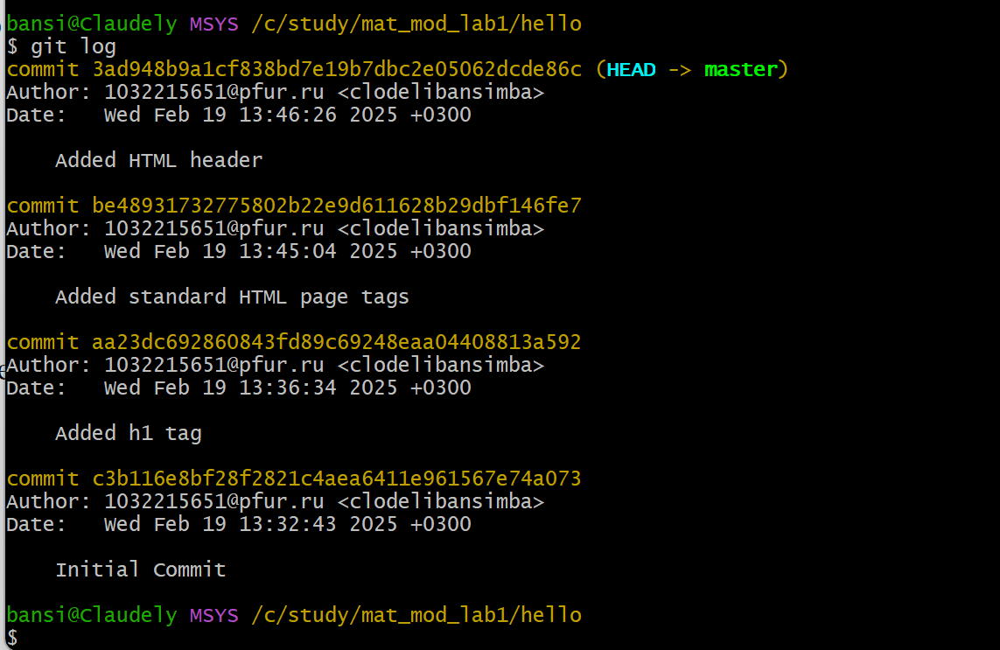 bansi@Claudely MSYS /c/study/mat_mod_lab1/hello
$ git log
commit 3ad948b9a1cf838bd7e19b7dbc2e05062dcde86c (HEAD -> master)
Author: 1032215651@pfur.ru <clodelibansimba>
Date:   Wed Feb 19 13:46:26 2025 +0300

    Added HTML header

commit be48931732775802b22e9d611628b29dbf146fe7
Author: 1032215651@pfur.ru <clodelibansimba>
Date:   Wed Feb 19 13:45:04 2025 +0300

    Added standard HTML page tags

commit aa23dc692860843fd89c69248eaa04408813a592
Author: 1032215651@pfur.ru <clodelibansimba>
Date:   Wed Feb 19 13:36:34 2025 +0300

    Added h1 tag

commit c3b116e8bf28f2821c4aea6411e961567e74a073
Author: 1032215651@pfur.ru <clodelibansimba>
Date:   Wed Feb 19 13:32:43 2025 +0300

    Initial Commit

bansi@Claudely MSYS /c/study/mat_mod_lab1/hello
$